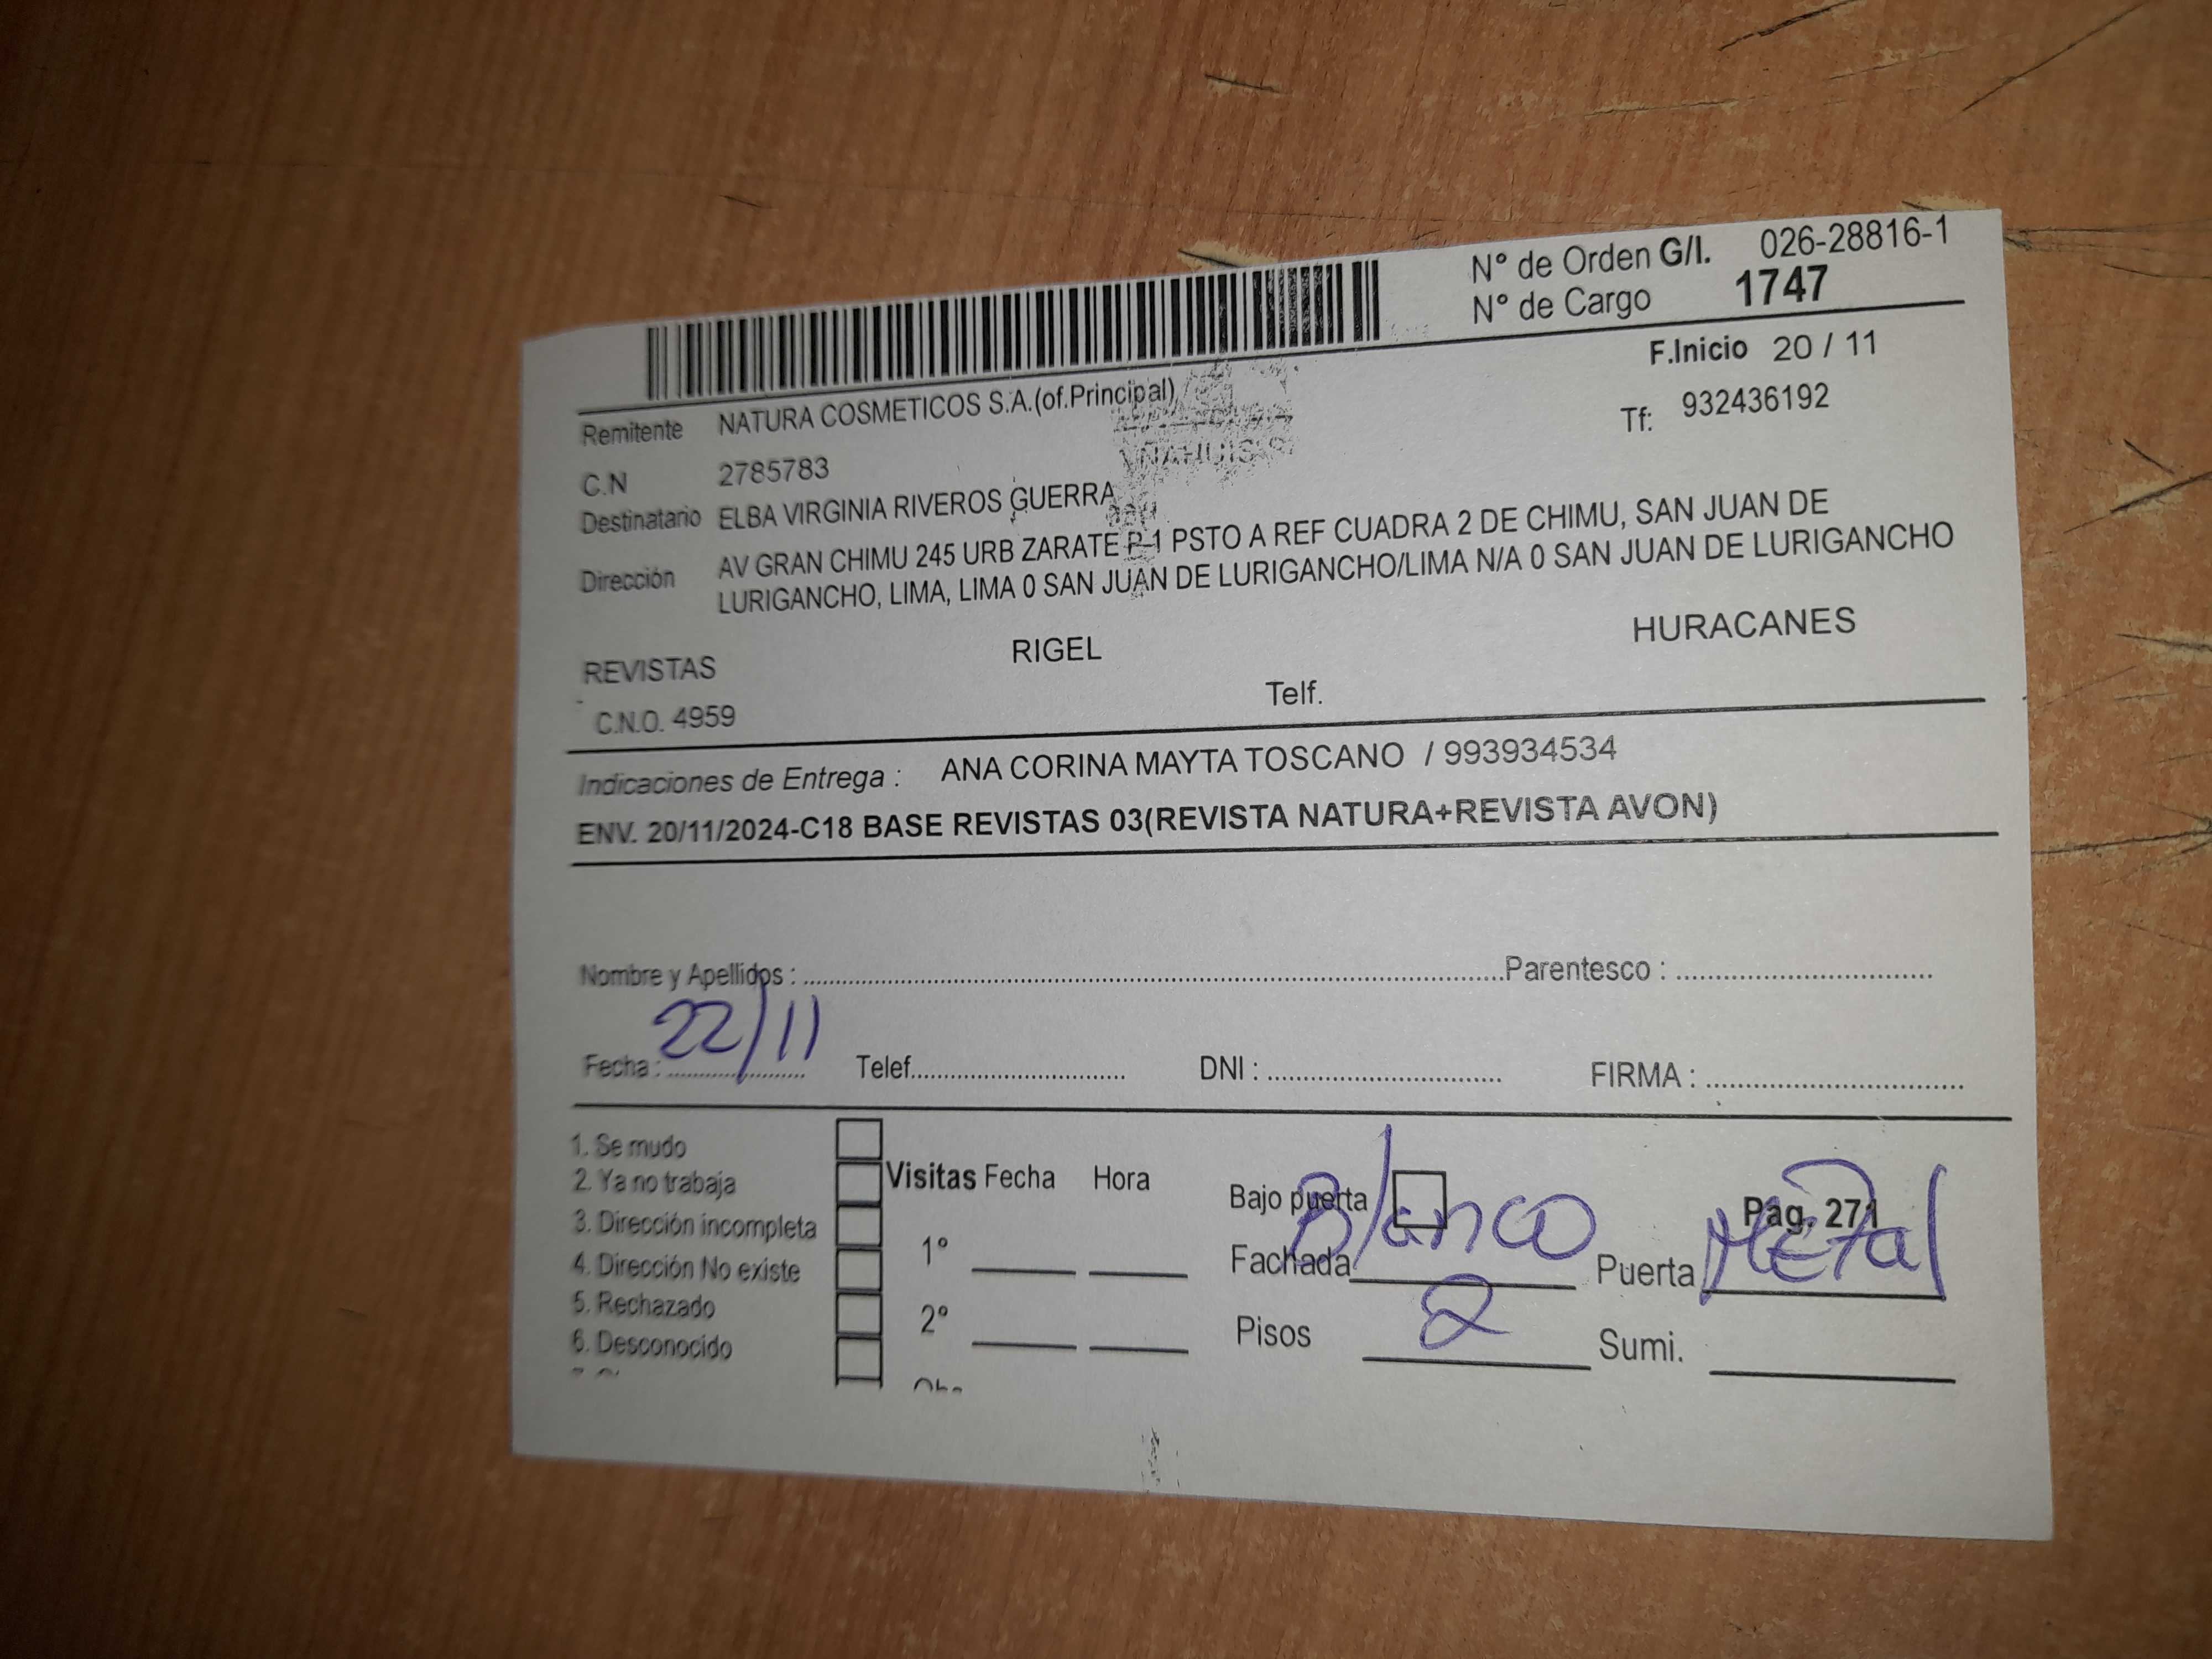 N° de Orden G/I. 026-28816-1
N° de Cargo 1747
F.Inicio 20 / 11
Remitente NATURA COSMETICOS S.A.(of.Principal)
Tf: 932436192
C.N 2785783
Destinatario ELBA VIRGINIA RIVEROS GUERRA
Dirección AV GRAN CHIMU 245 URB ZARATE P 1 PSTO A REF CUADRA 2 DE CHIMU, SAN JUAN DE
LURIGANCHO, LIMA, LIMA 0 SAN JUAN DE LURIGANCHO/LIMA N/A 0 SAN JUAN DE LURIGANCHO
REVISTAS RIGEL HURACANES
C.N.O. 4959 Telf.
Indicaciones de Entrega : ANA CORINA MAYTA TOSCANO / 993934534
ENV. 20/11/2024-C18 BASE REVISTAS 03(REVISTA NATURA+REVISTA AVON)
Nombre y Apellidos : Parentesco :
Fecha : 22/11 Telef. DNI : FIRMA :
1. Se mudo
2. Ya no trabaja
3. Dirección incompleta
4. Dirección No existe
5. Rechazado
6. Desconocido
Visitas Fecha Hora
1°
2°
Bajo puerta Pág. 271
Fachada Blanco Puerta Metal
Pisos 2 Sumi.